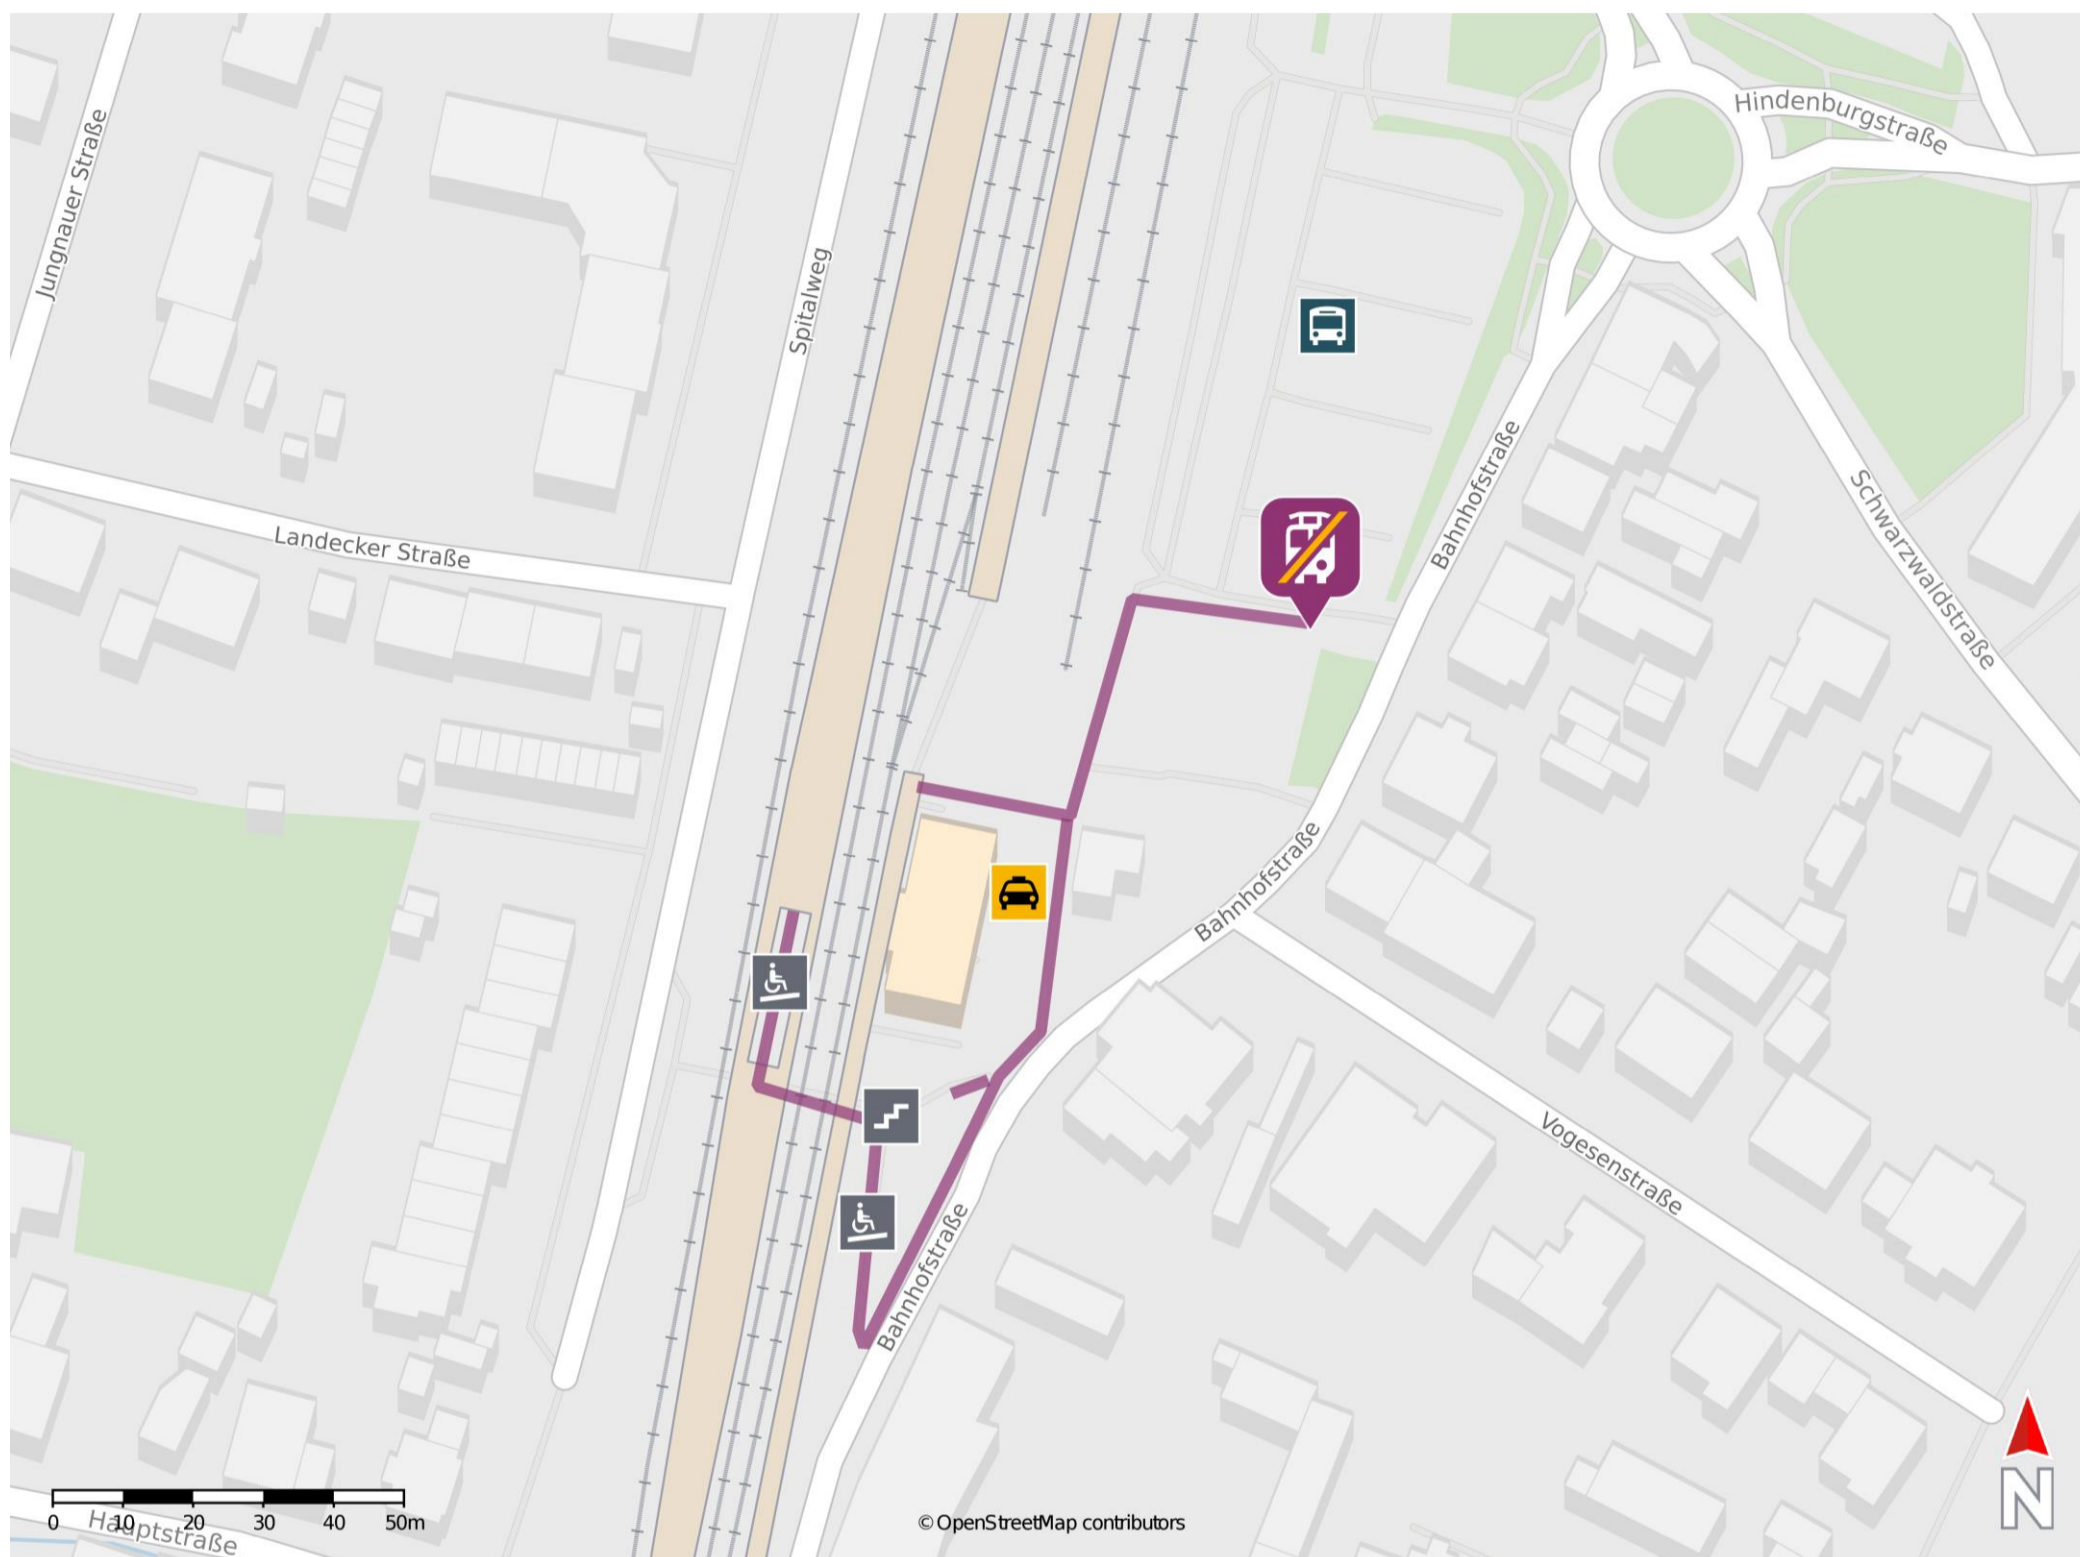 Hindenburgstraße
Jungnauer Straße
Spitalweg
Bahnhofstraße
Schwarzwaldstraße
Landecker Straße
Bahnhofstraße
Vogesenstraße
Bahnhofstraße
N
0 10 20 30 40 50m
Hauptstraße
© OpenStreetMap contributors